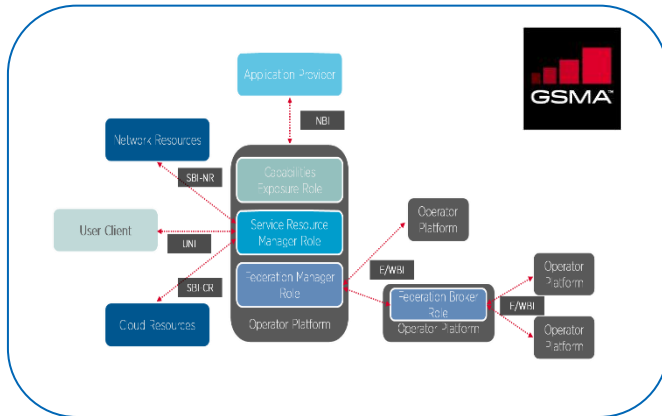 Application Provider
GSMA™
NBI
Network Resources
SBI-NR
Capabilities
Exposure Role
User Client
UNI
Service Resource
Manager Role
Operator
Platform
E/WBI
SBI-CR
Federation Manager
Role
Cloud Resources
Operator Platform
Federation Broker
Role
Operator Platform
Operator
Platform
E/WBI
Operator
Platform